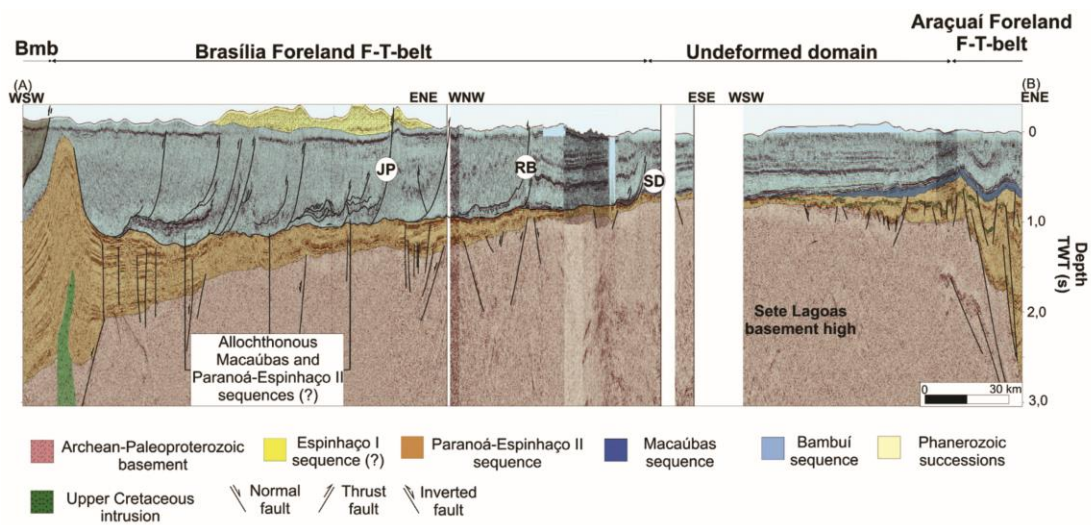 Bmb
Brasília Foreland F-T-belt
Undeformed domain
Araçuaí Foreland
F-T-belt
(A)
WSW
ENE
WNW
ESE
WSW
(B)
ENE
JP
RB
SD
0
1,0
2,0
3,0
Depth
TWT (s)
Allochthonous
Macaúbas and
Paranoá-Espinhaço II
sequences (?)
Sete Lagoas
basement high
0 30 km
Archean-Paleoproterozoic
basement
Espinhaço I
sequence (?)
Paranoá-Espinhaço II
sequence
Macaúbas
sequence
Bambuí
sequence
Phanerozoic
successions
Upper Cretaceous
intrusion
Normal
fault
Thrust
fault
Inverted
fault